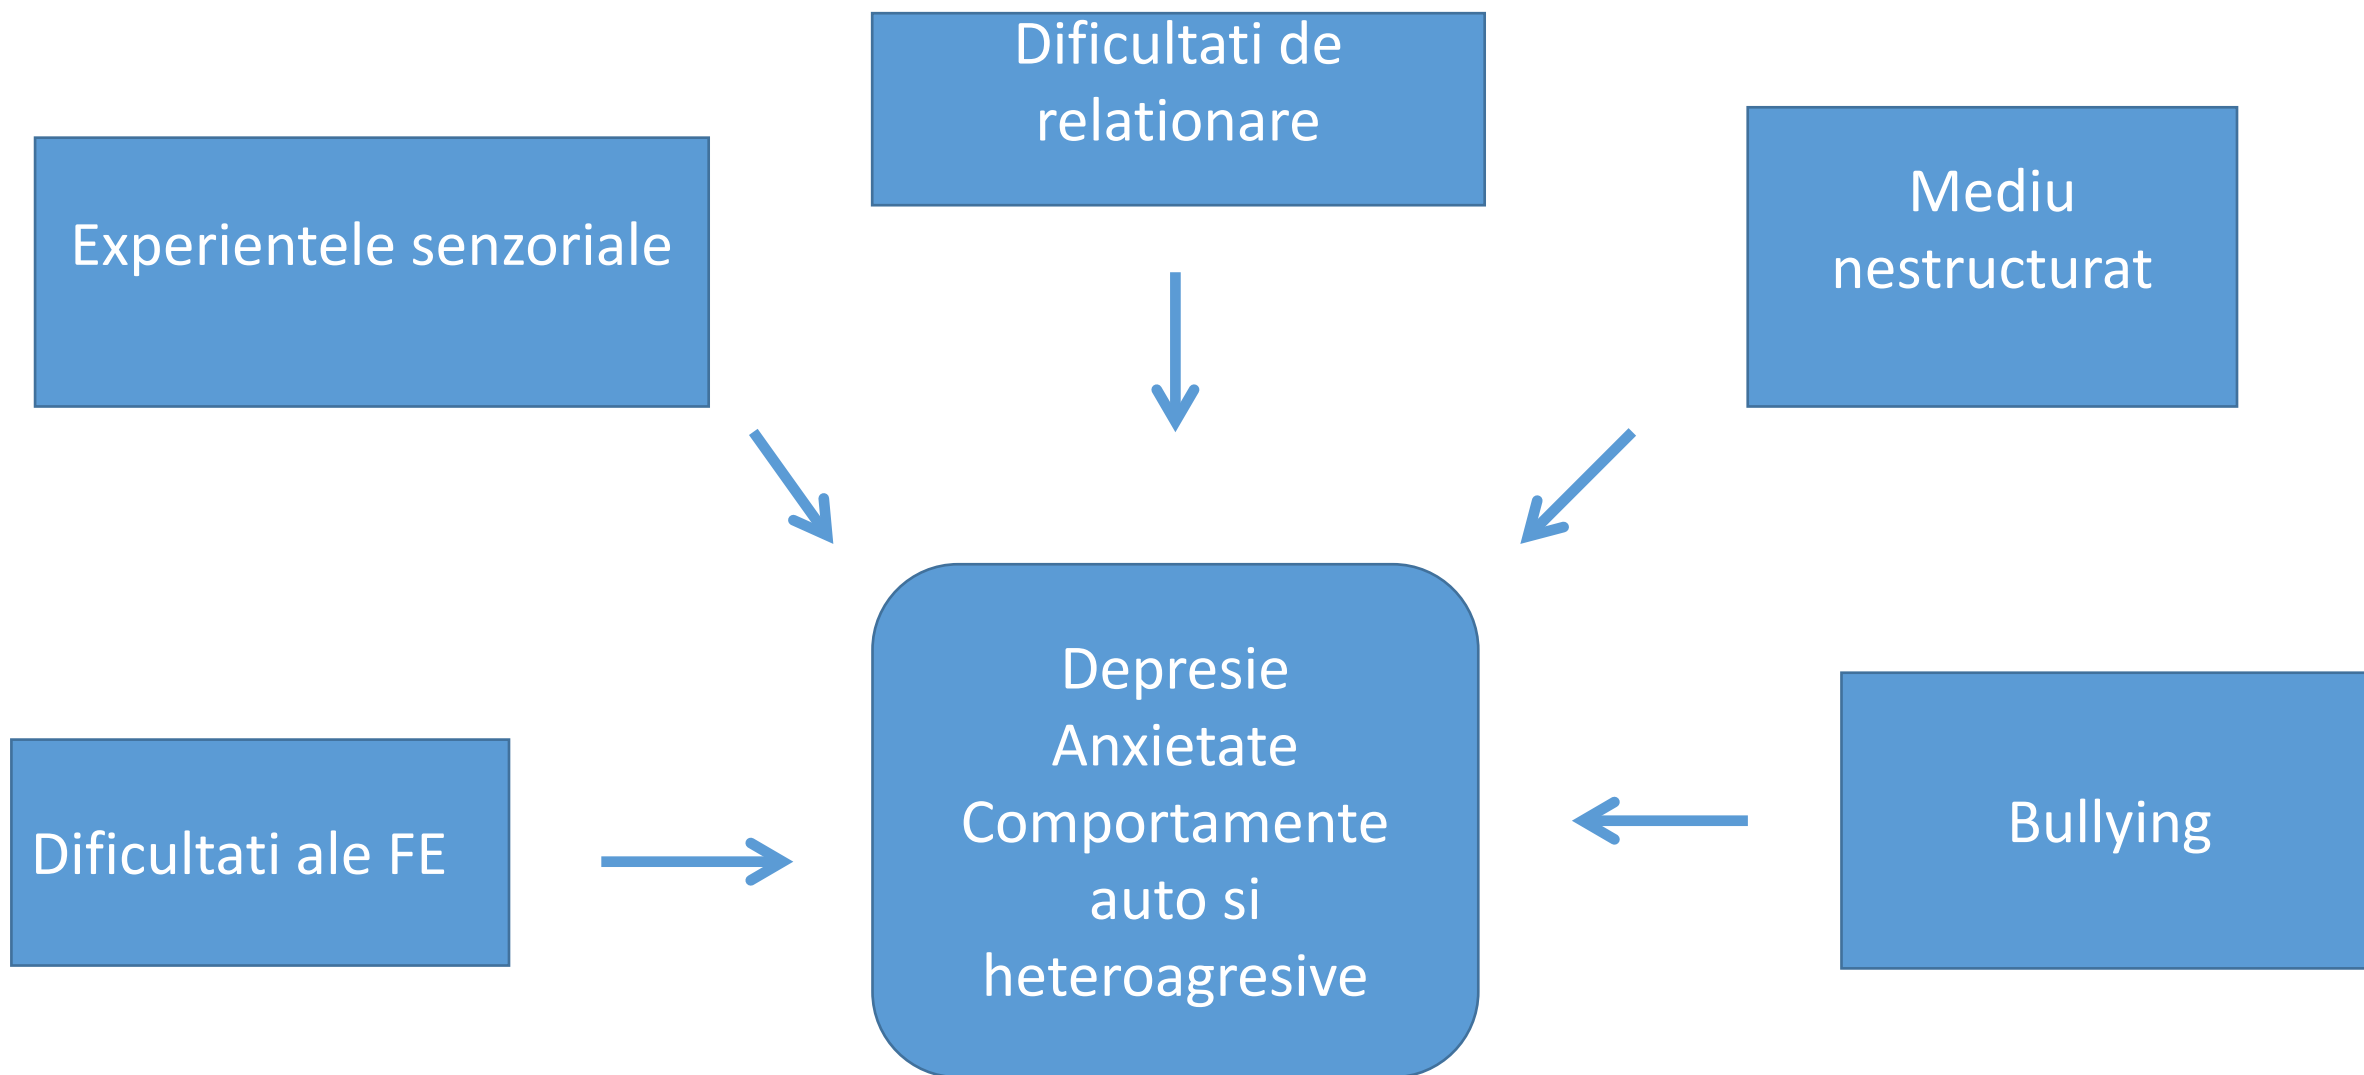 Dificultati de
relationare
Experientele senzoriale
Mediu
nestructurat
Depresie
Anxietate
Comportamente
auto si
heteroagresive
Dificultati ale FE
Bullying